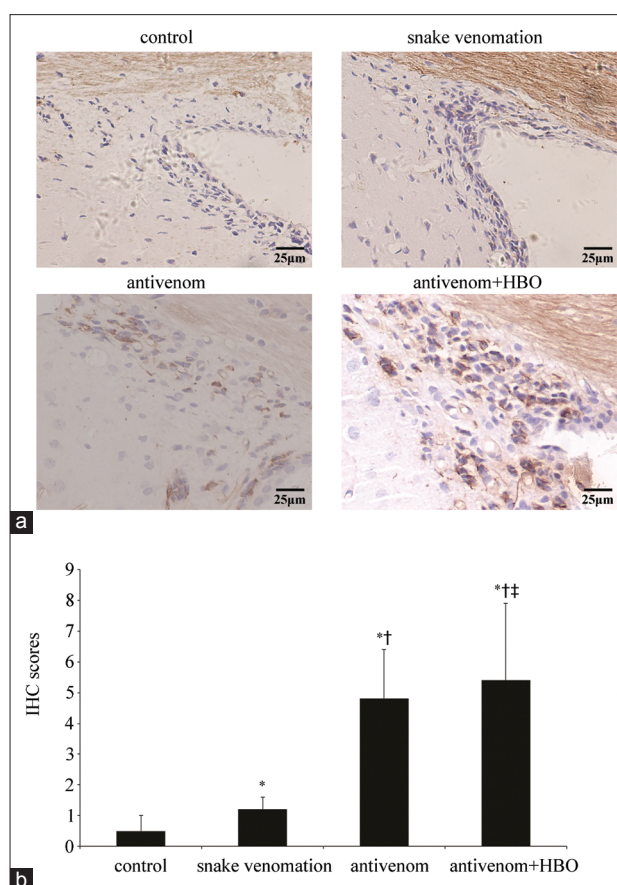 control
snake venomation
25μm
25μm
antivenom
antivenom+HBO
25μm
25μm
a
9
8
7
6
5
4
3
2
1
0
IHC scores
*
*†
*†‡
control
snake venomation
antivenom
antivenom+HBO
b